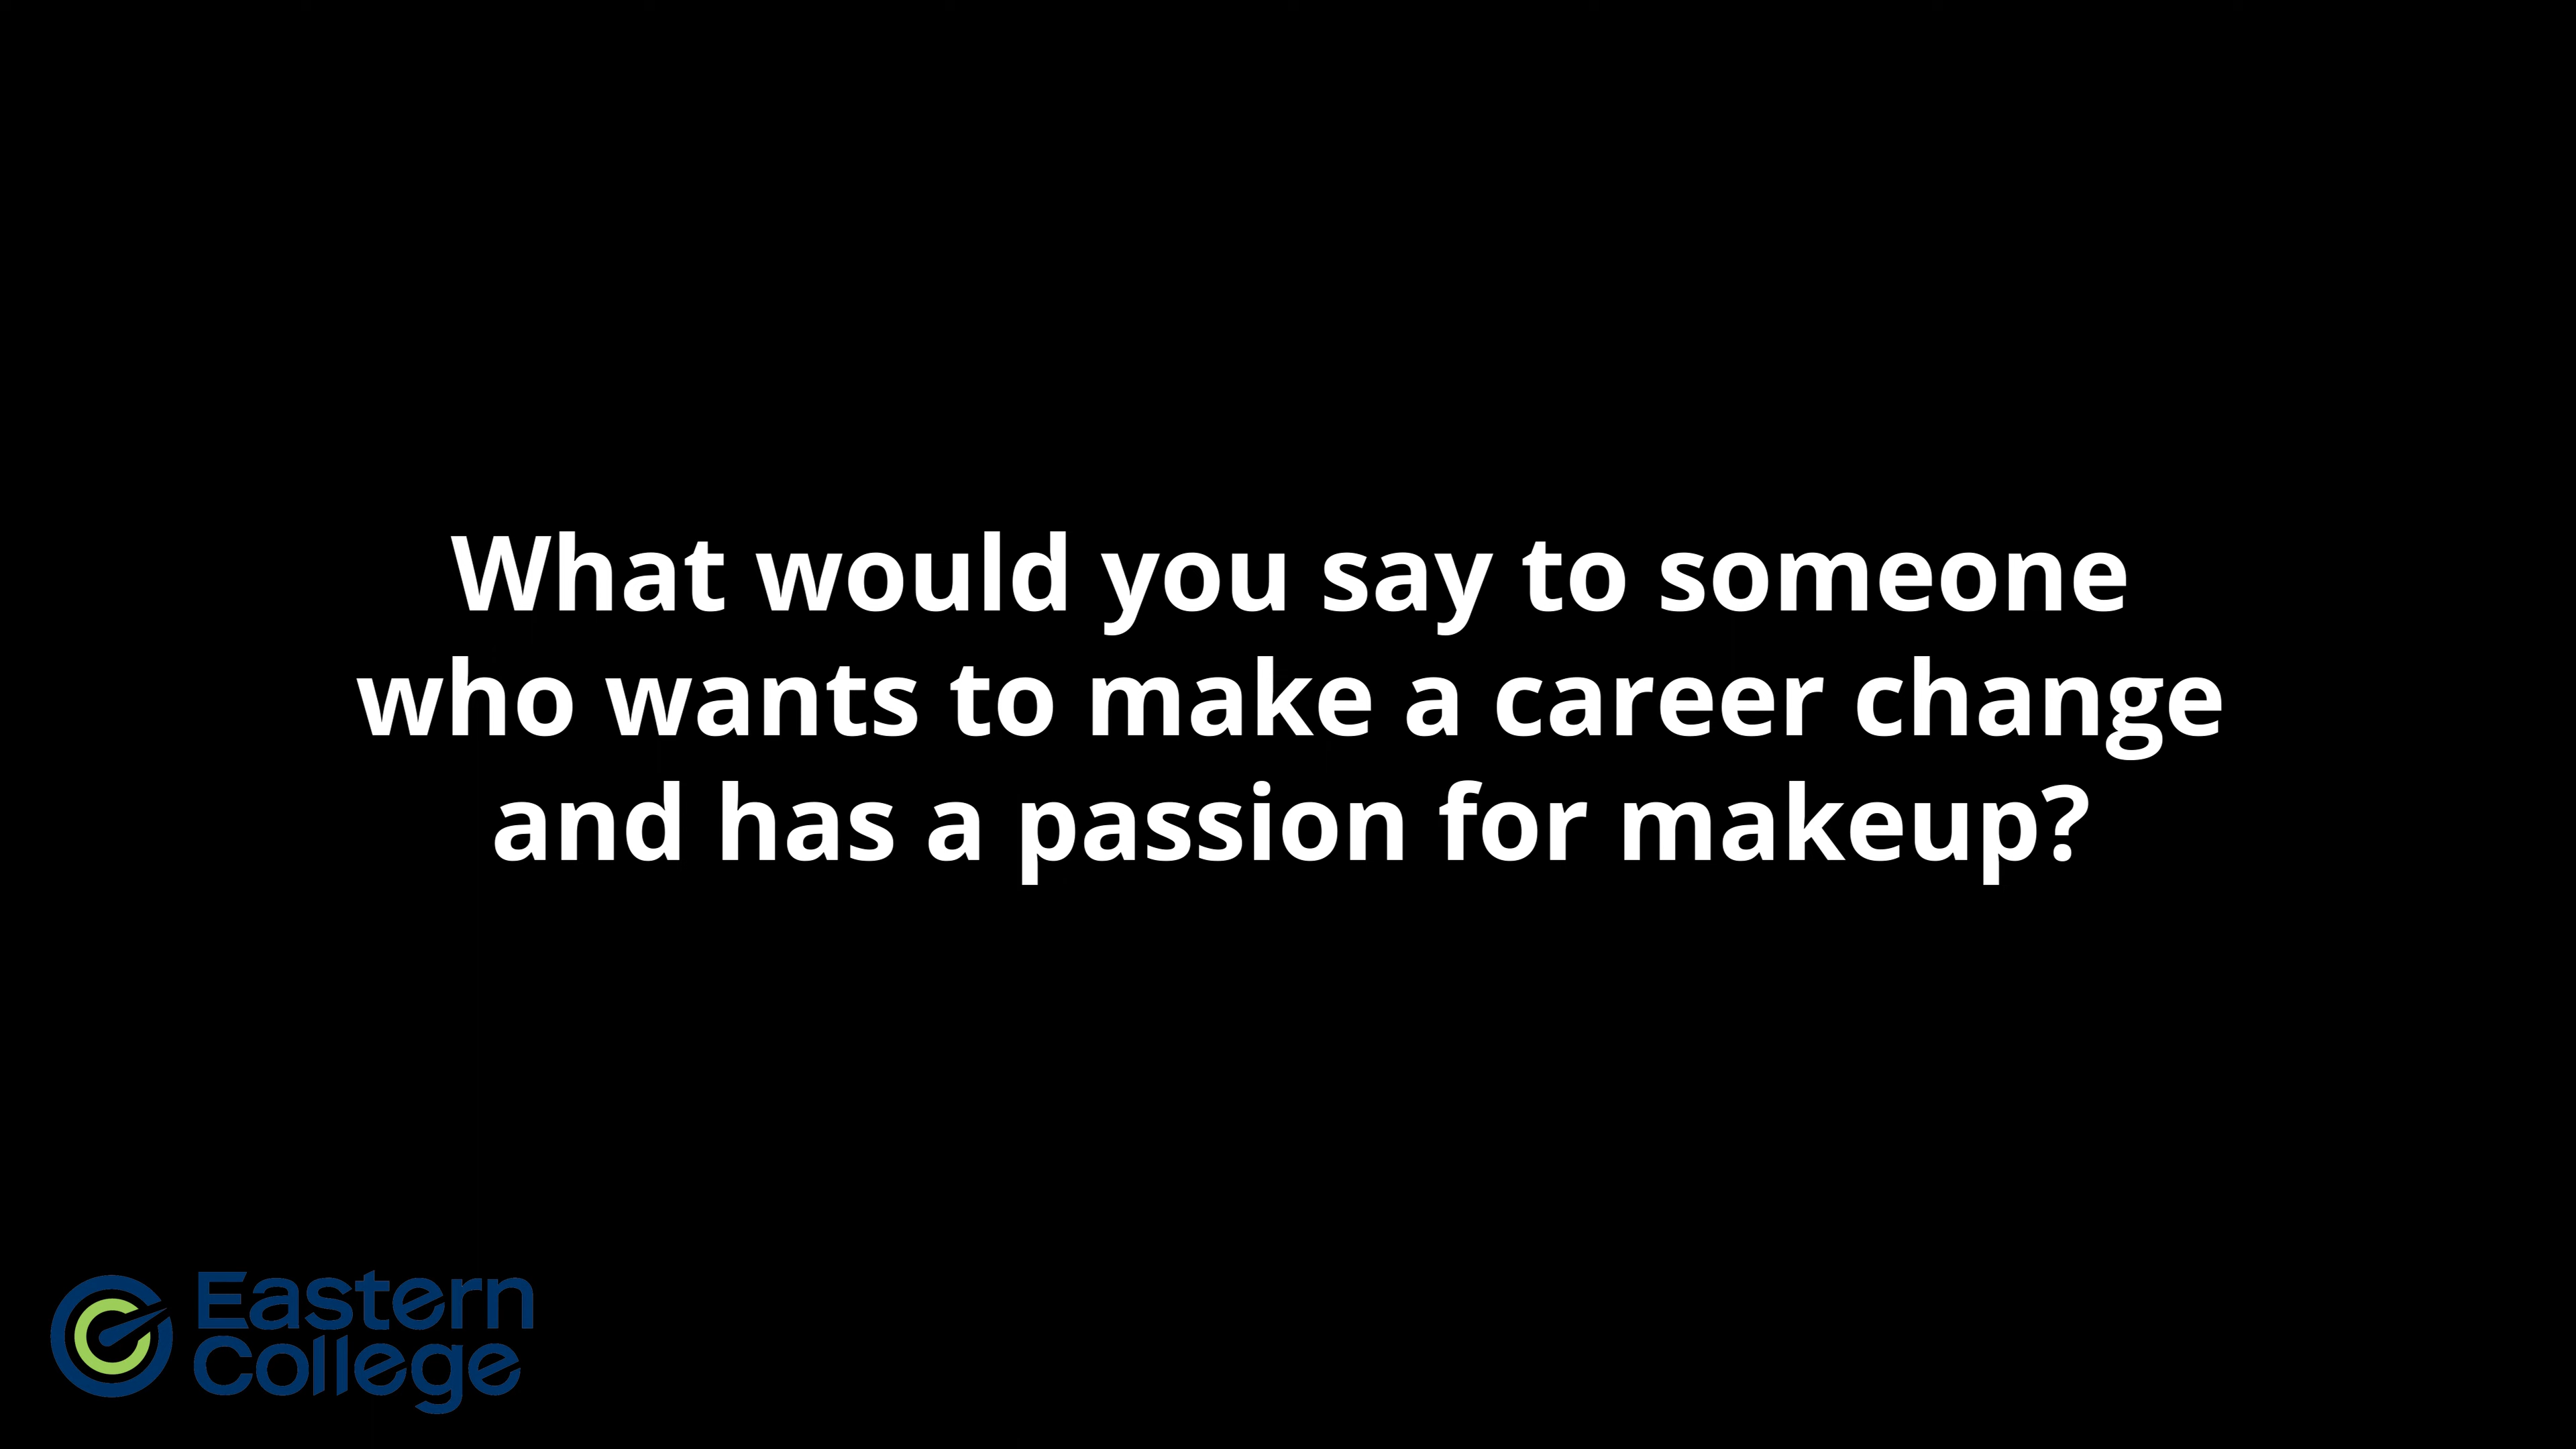 What would you say to someone
who wants to make a career change
and has a passion for makeup?
Eastern
College